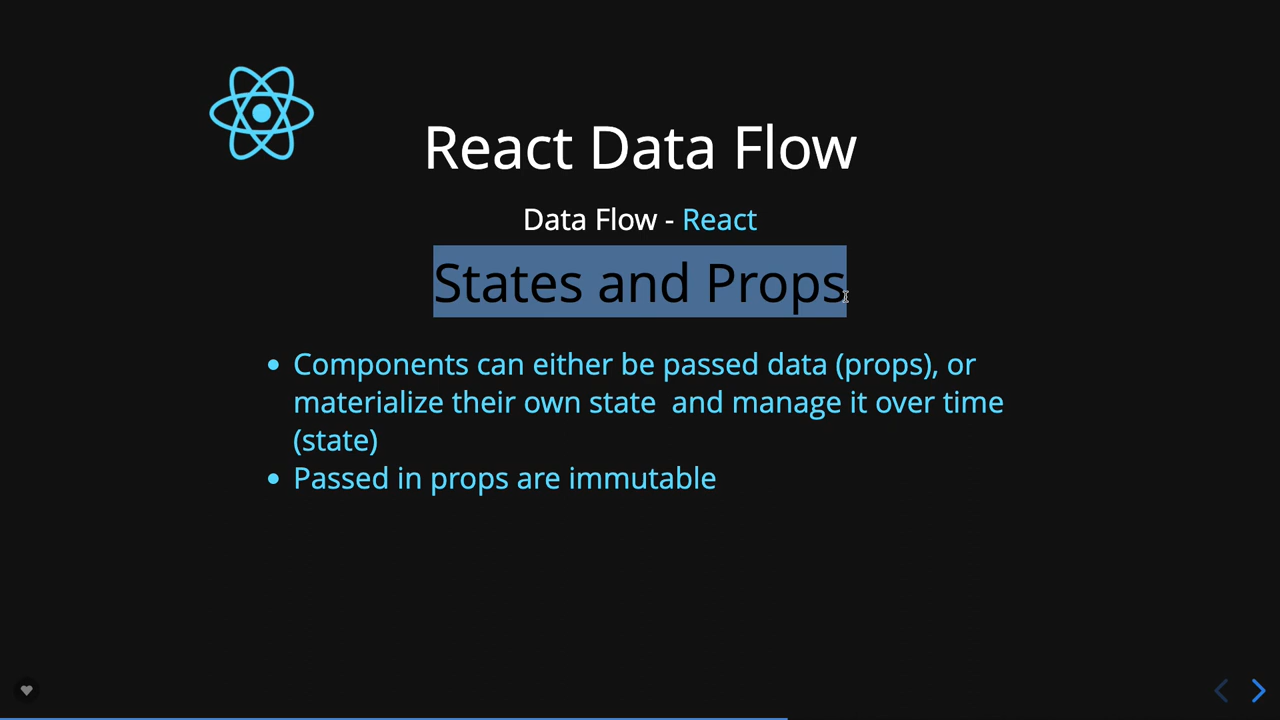 React Data Flow
Data Flow - React
States and Props
• Components can either be passed data (props), or
materialize their own state  and manage it over time
(state)
• Passed in props are immutable